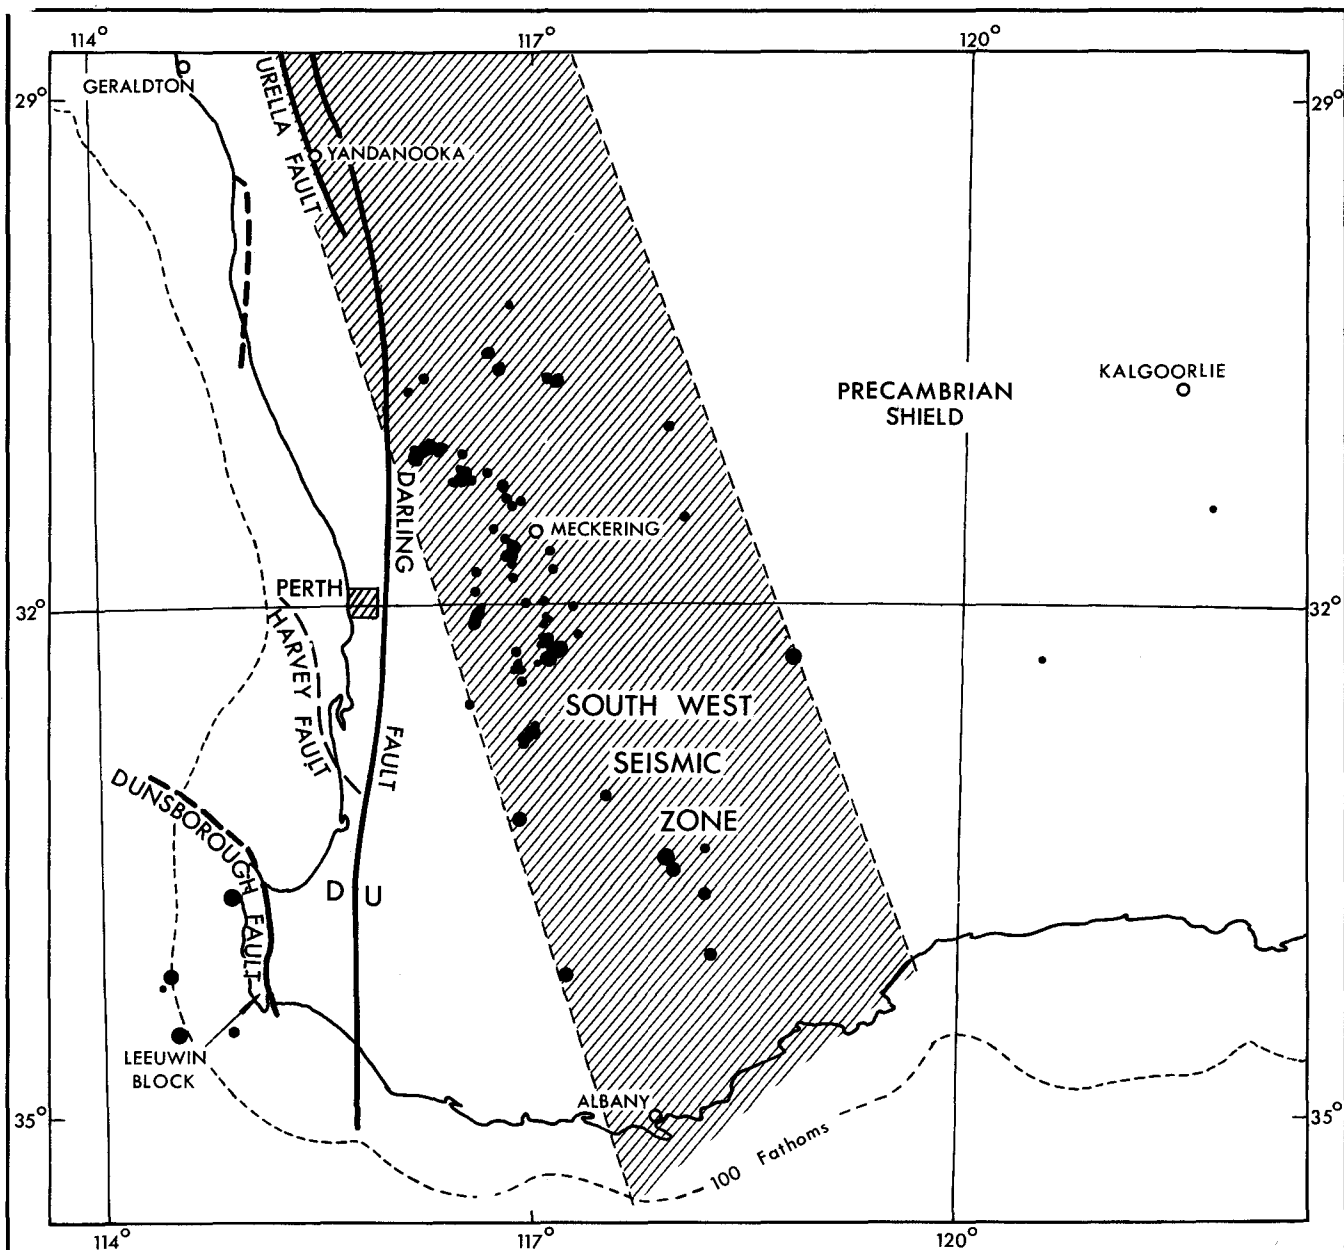 114°
117°
120°
GERALDTON
29°
29°
URELLA FAULT
YANDANOOKA
KALGOORLIE
PRECAMBRIAN
SHIELD
DARLING
MECKERING
PERTH
32°
32°
HARVEY FAULT
SOUTH WEST
FAULT
SEISMIC
DUNSBOROUGH
ZONE
D U
FAULT
LEEUWIN
BLOCK
ALBANY
35°
35°
100 Fathoms
114°
117°
120°